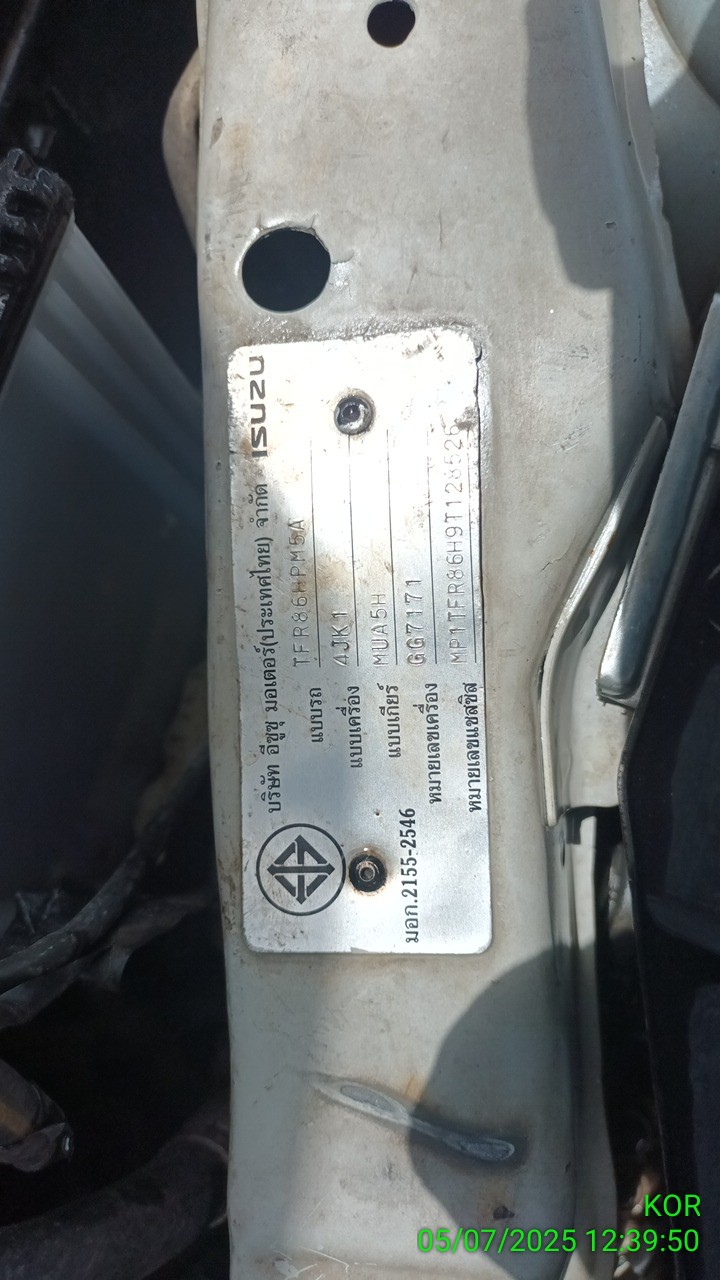 บริษัท อีซูซุ มอเตอร์(ประเทศไทย) จำกัด ISUZU
แบบรถ TFR86HPM5A
แบบเครื่อง 4JK1
แบบเกียร์ MUA5H
หมายเลขเครื่อง GG7171
หมายเลขแชสซิส MP1TFR86H9T128526
มอก.2155-2546
KOR
05/07/2025 12:39:50